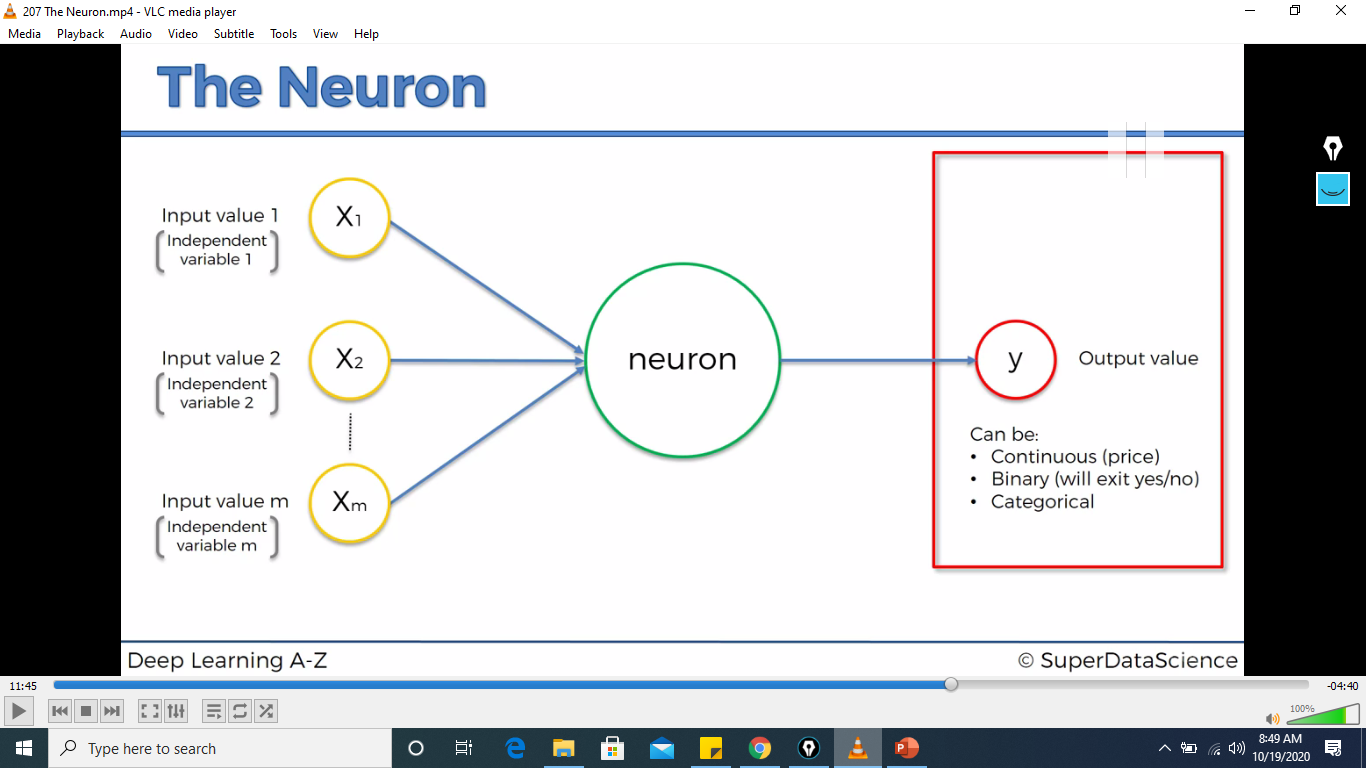 207 The Neuron.mp4 - VLC media player
Media Playback Audio Video Subtitle Tools View Help
The Neuron
Input value 1
Independent
variable 1
X1
Input value 2
Independent
variable 2
X2
Input value m
Independent
variable m
Xm
neuron
y
Output value
Can be:
• Continuous (price)
• Binary (will exit yes/no)
• Categorical
Deep Learning A-Z
© SuperDataScience
11:45
-04:40
100%
Type here to search
8:49 AM
10/19/2020